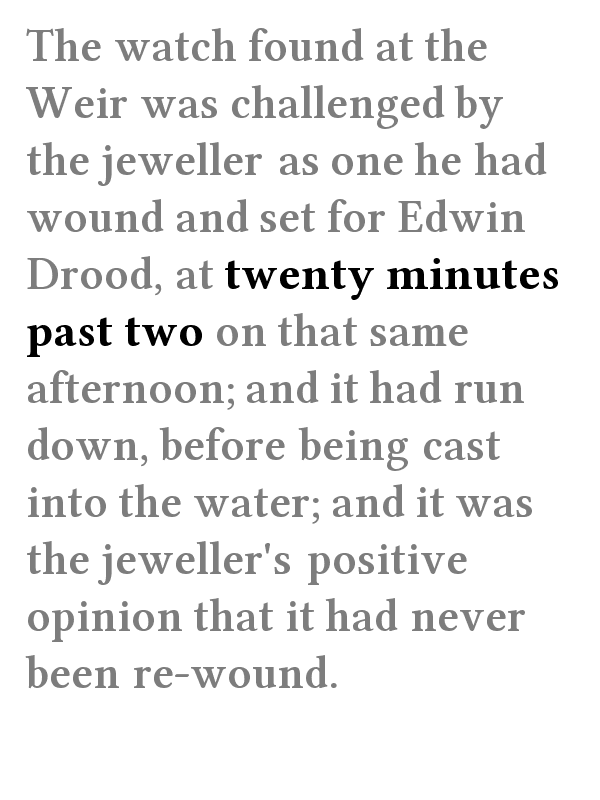 The watch found at the
Weir was challenged by
the jeweller as one he had
wound and set for Edwin
Drood, at twenty minutes
past two on that same
afternoon; and it had run
down, before being cast
into the water; and it was
the jeweller's positive
opinion that it had never
been re-wound.